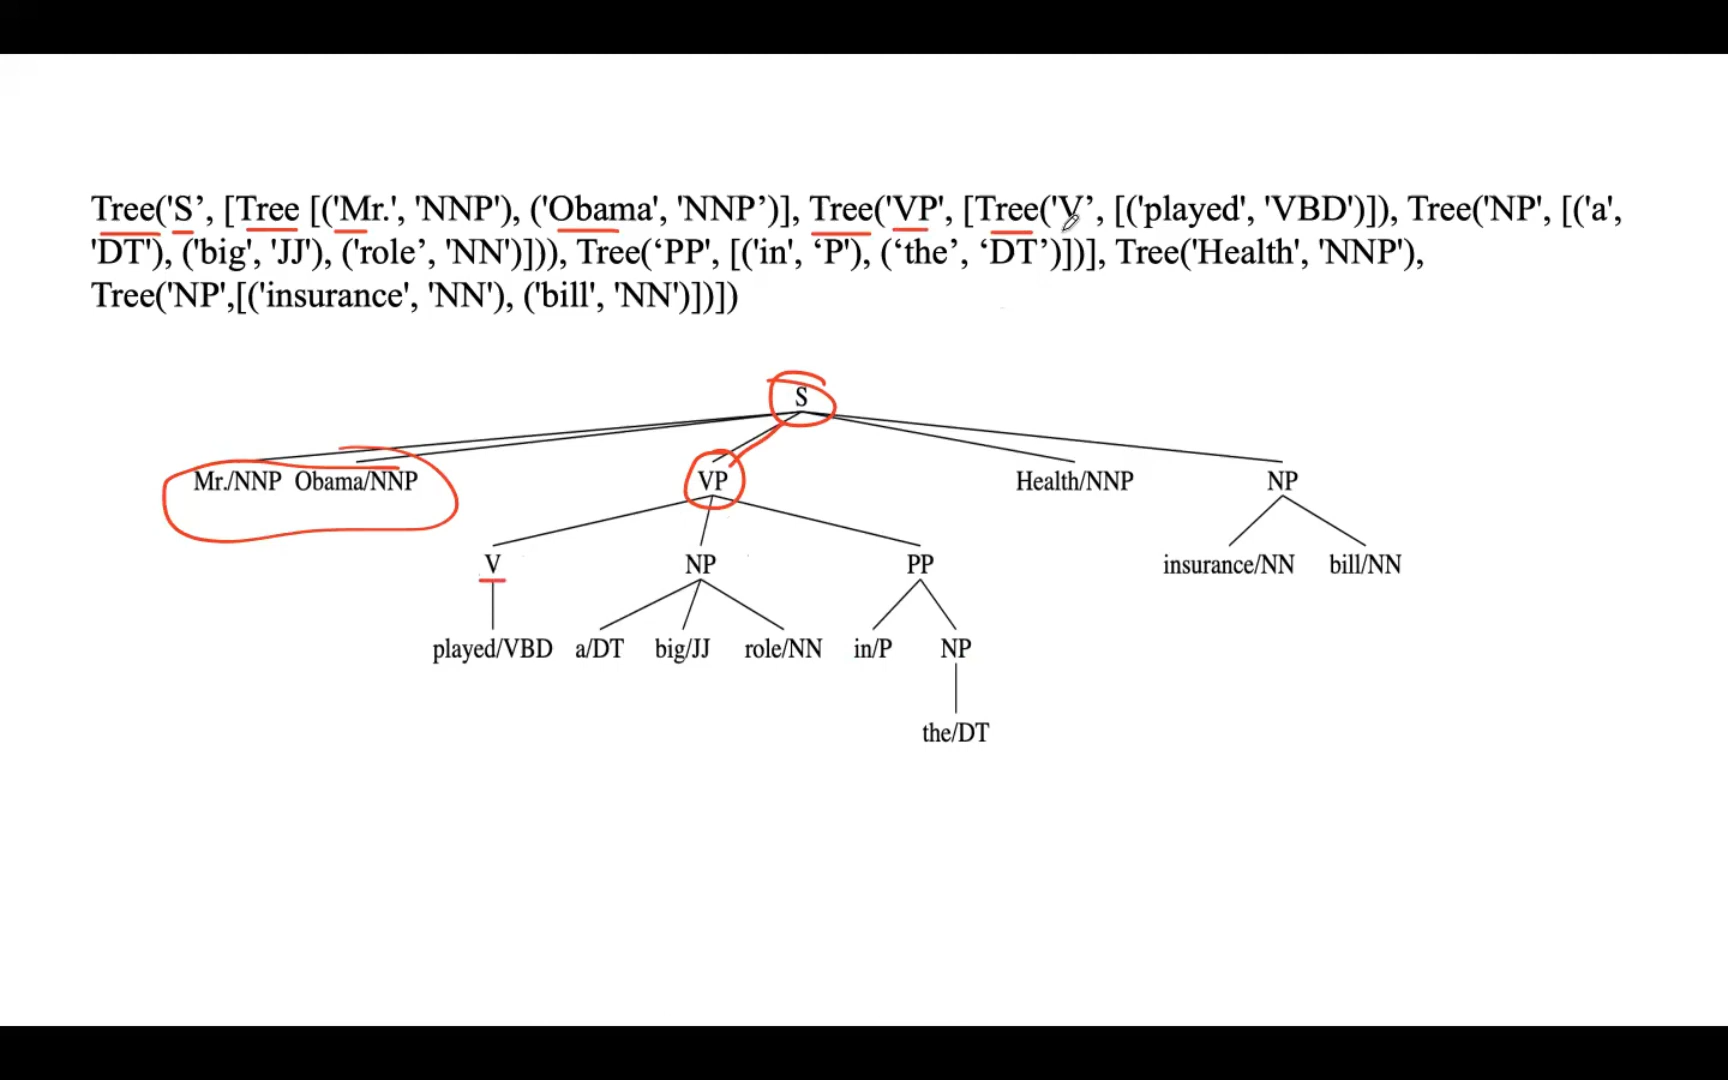 Tree('S’, [Tree [('Mr.', 'NNP'), ('Obama', 'NNP’)], Tree('VP', [Tree('V’, [('played', 'VBD')]), Tree('NP', [('a',
'DT'), ('big', 'JJ'), ('role’, 'NN')])), Tree(‘PP', [('in', ‘P'), (‘the’, ‘DT’)])], Tree('Health', 'NNP'),
Tree('NP',[('insurance', 'NN'), ('bill', 'NN')])])
S
Mr./NNP Obama/NNP VP Health/NNP NP
V NP PP insurance/NN bill/NN
played/VBD a/DT big/JJ role/NN in/P NP
the/DT